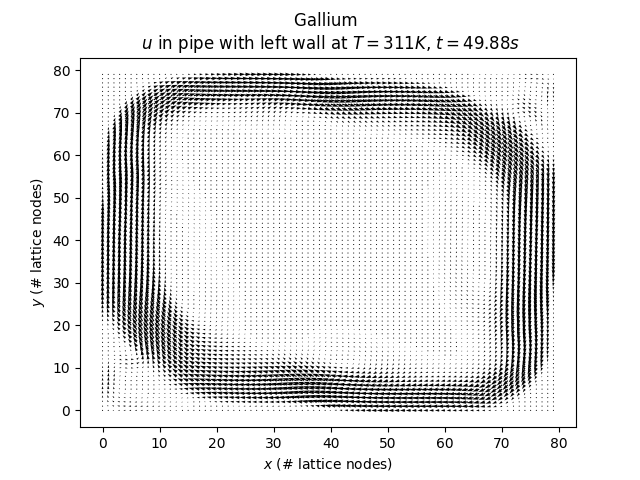 Gallium
u in pipe with left wall at T = 311K, t = 49.88s
80
70
60
50
40
30
20
10
0
y (# lattice nodes)
0 10 20 30 40 50 60 70 80
x (# lattice nodes)